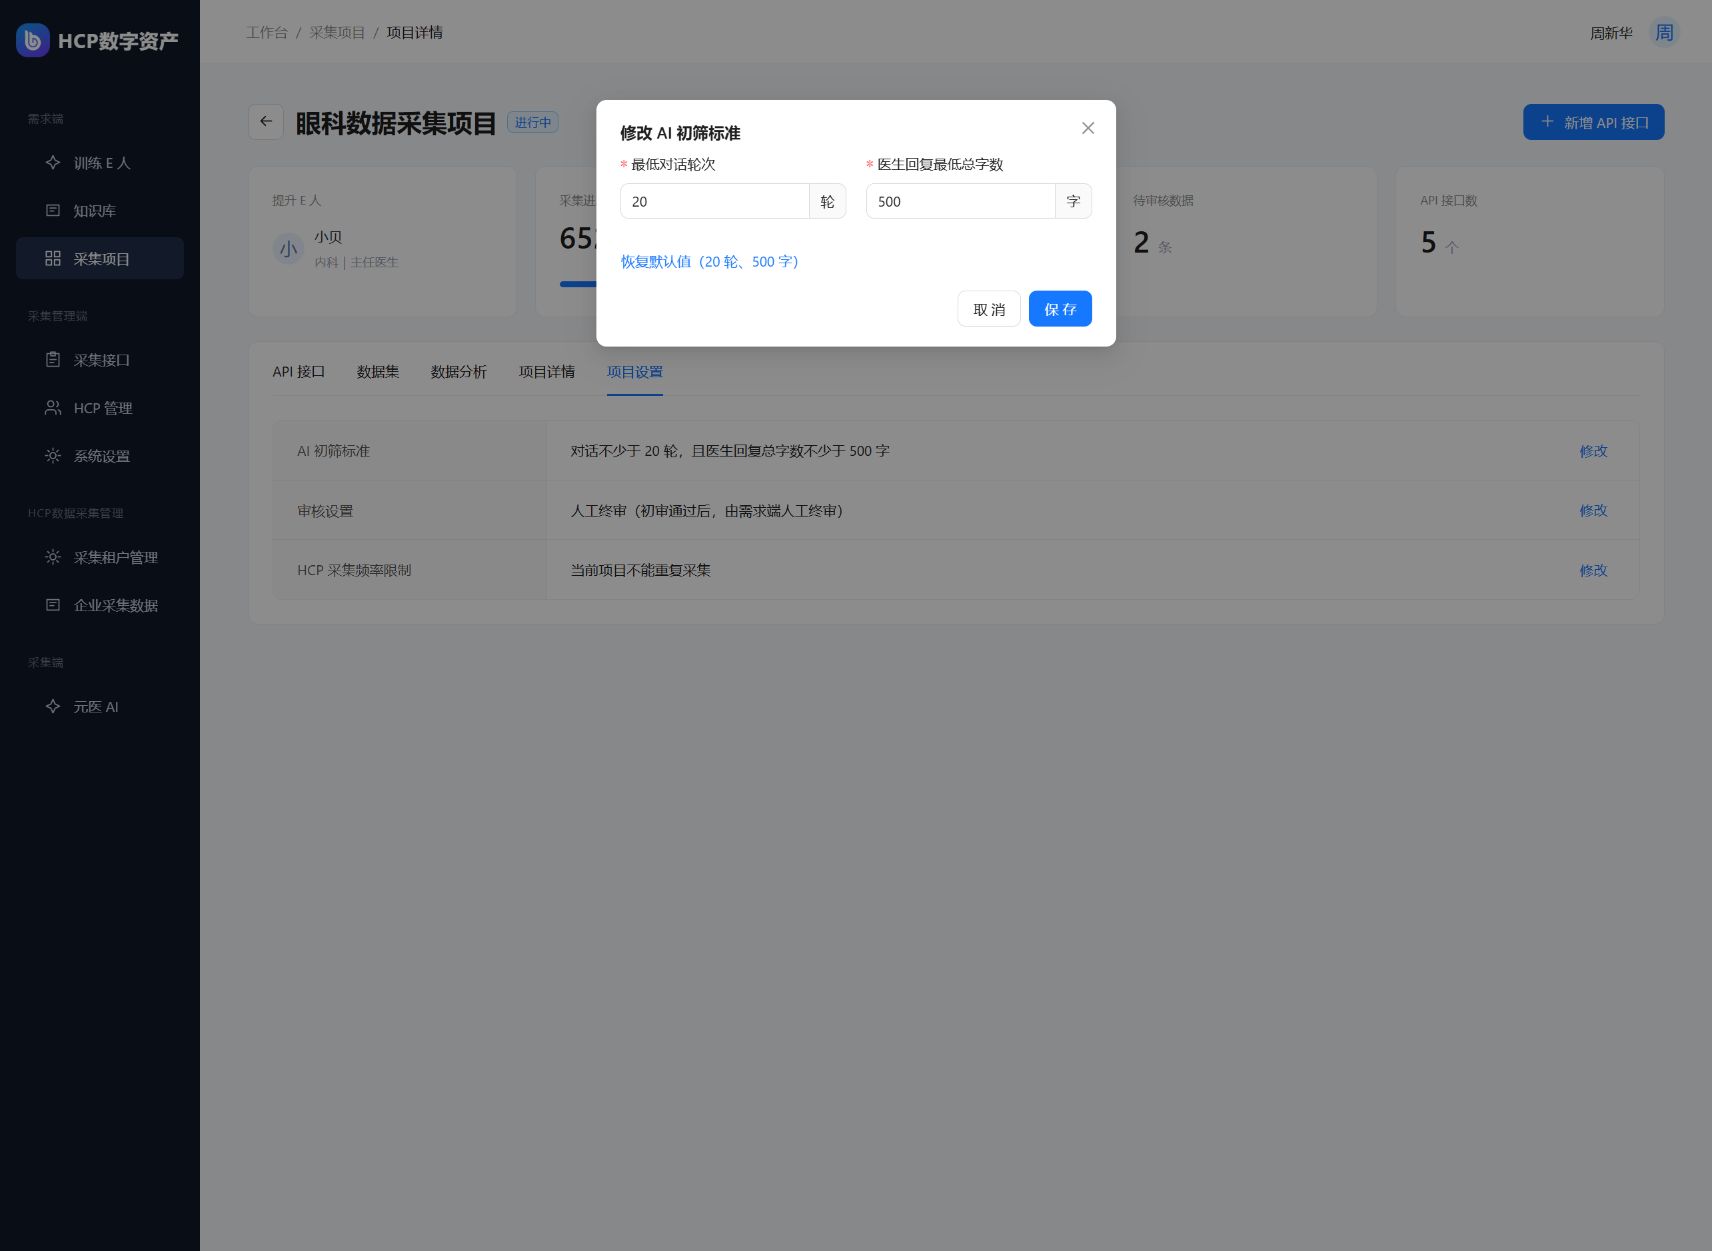 HCP数字资产
需求端
训练 E 人
知识库
采集项目
采集管理端
采集接口
HCP 管理
系统设置
HCP数据采集管理
采集租户管理
企业采集数据
采集端
元医 AI
工作台 / 采集项目 / 项目详情
周新华 周
眼科数据采集项目 进行中
+ 新增 API 接口
提升 E 人
小
小贝
内科 | 主任医生
采集进
待审核数据
2 条
API 接口数
5 个
修改 AI 初筛标准
* 最低对话轮次
20 轮
* 医生回复最低总字数
500 字
恢复默认值（20 轮、500 字）
取 消
保 存
API 接口 数据集 数据分析 项目详情 项目设置
AI 初筛标准 对话不少于 20 轮，且医生回复总字数不少于 500 字 修改
审核设置 人工终审（初审通过后，由需求端人工终审） 修改
HCP 采集频率限制 当前项目不能重复采集 修改